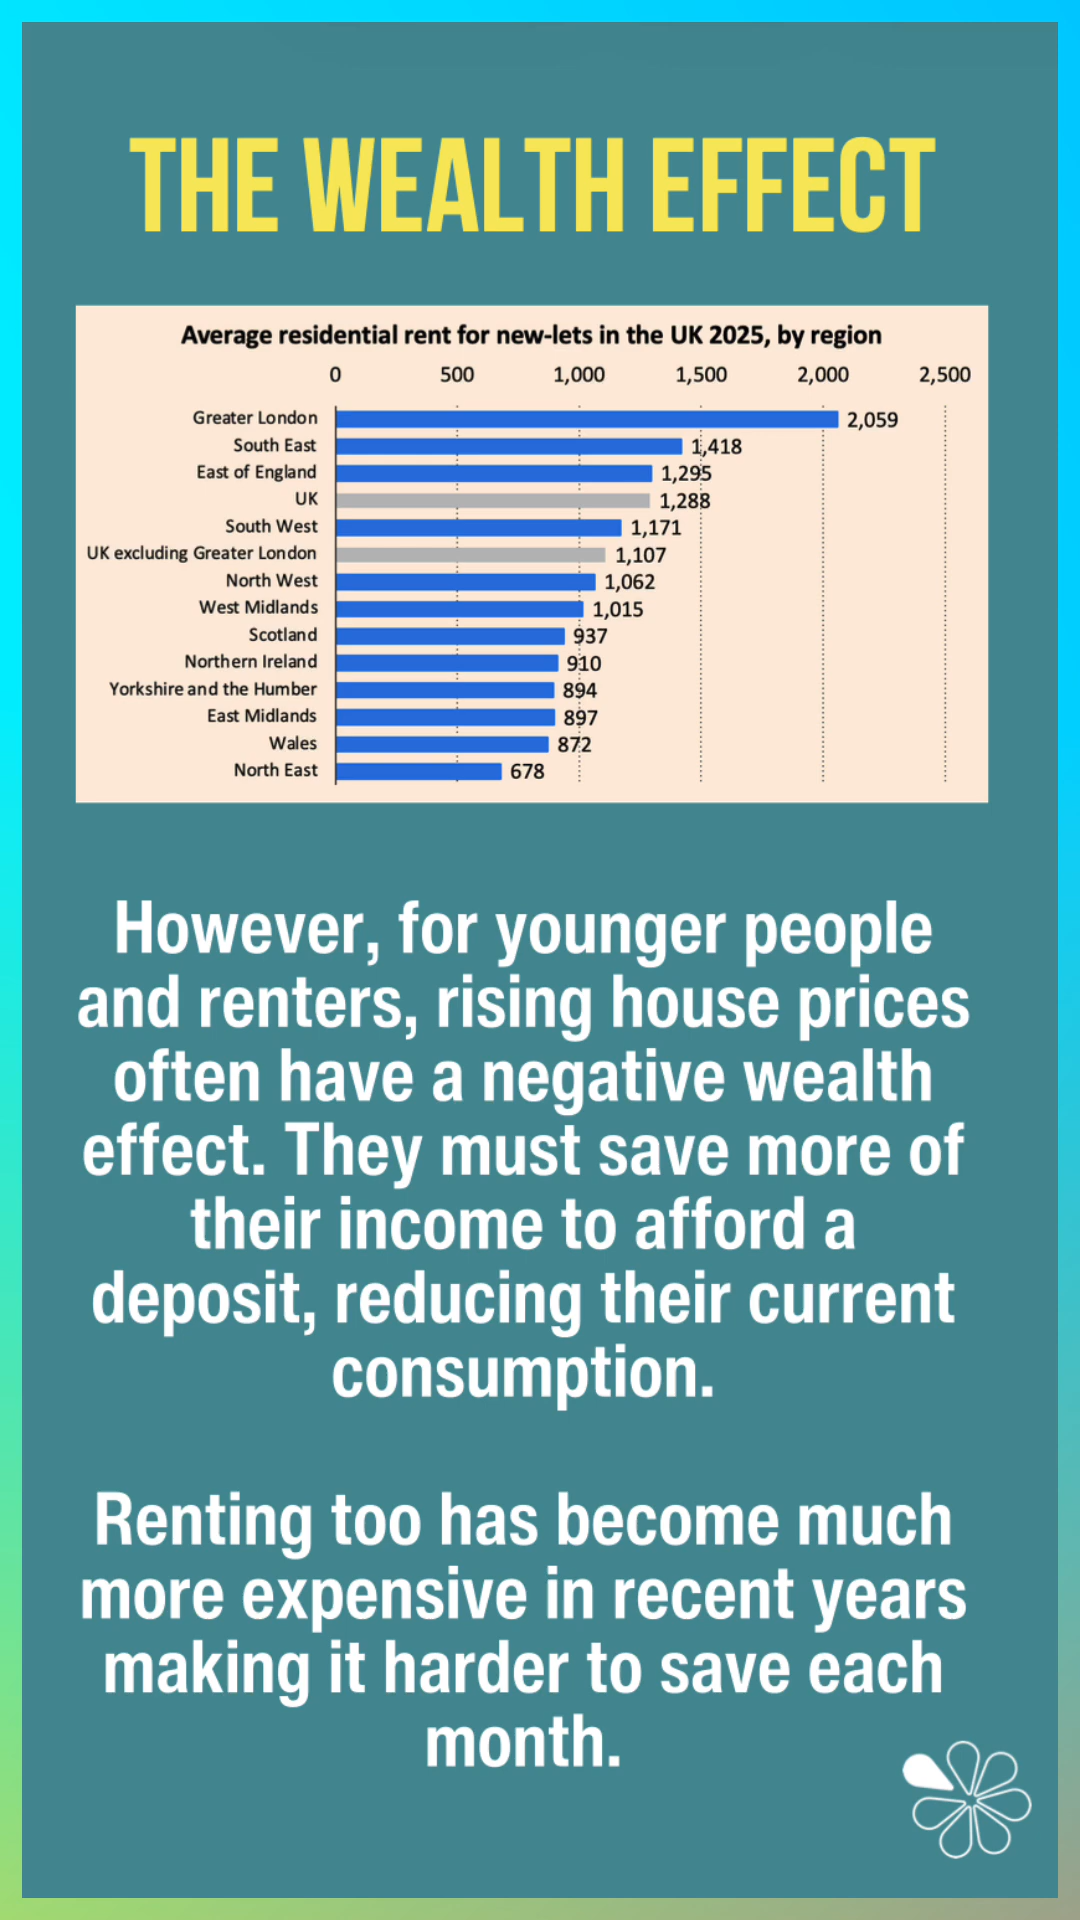 THE WEALTH EFFECT
Average residential rent for new-lets in the UK 2025, by region
0 500 1,000 1,500 2,000 2,500
Greater London 2,059
South East 1,418
East of England 1,295
UK 1,288
South West 1,171
UK excluding Greater London 1,107
North West 1,062
West Midlands 1,015
Scotland 937
Northern Ireland 910
Yorkshire and the Humber 894
East Midlands 897
Wales 872
North East 678
However, for younger people
and renters, rising house prices
often have a negative wealth
effect. They must save more of
their income to afford a
deposit, reducing their current
consumption.
Renting too has become much
more expensive in recent years
making it harder to save each
month.